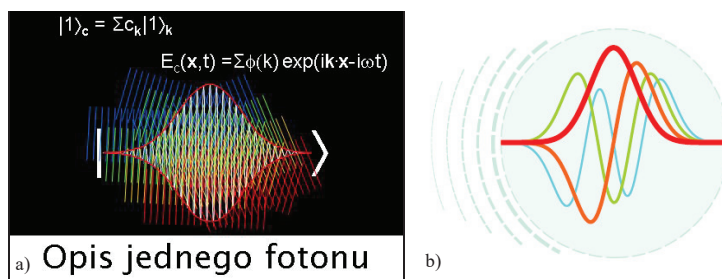 |1⟩c = Σck|1⟩k
Ec(x,t) =Σϕ(k) exp(ik·x-iωt)
a) Opis jednego fotonu
b)